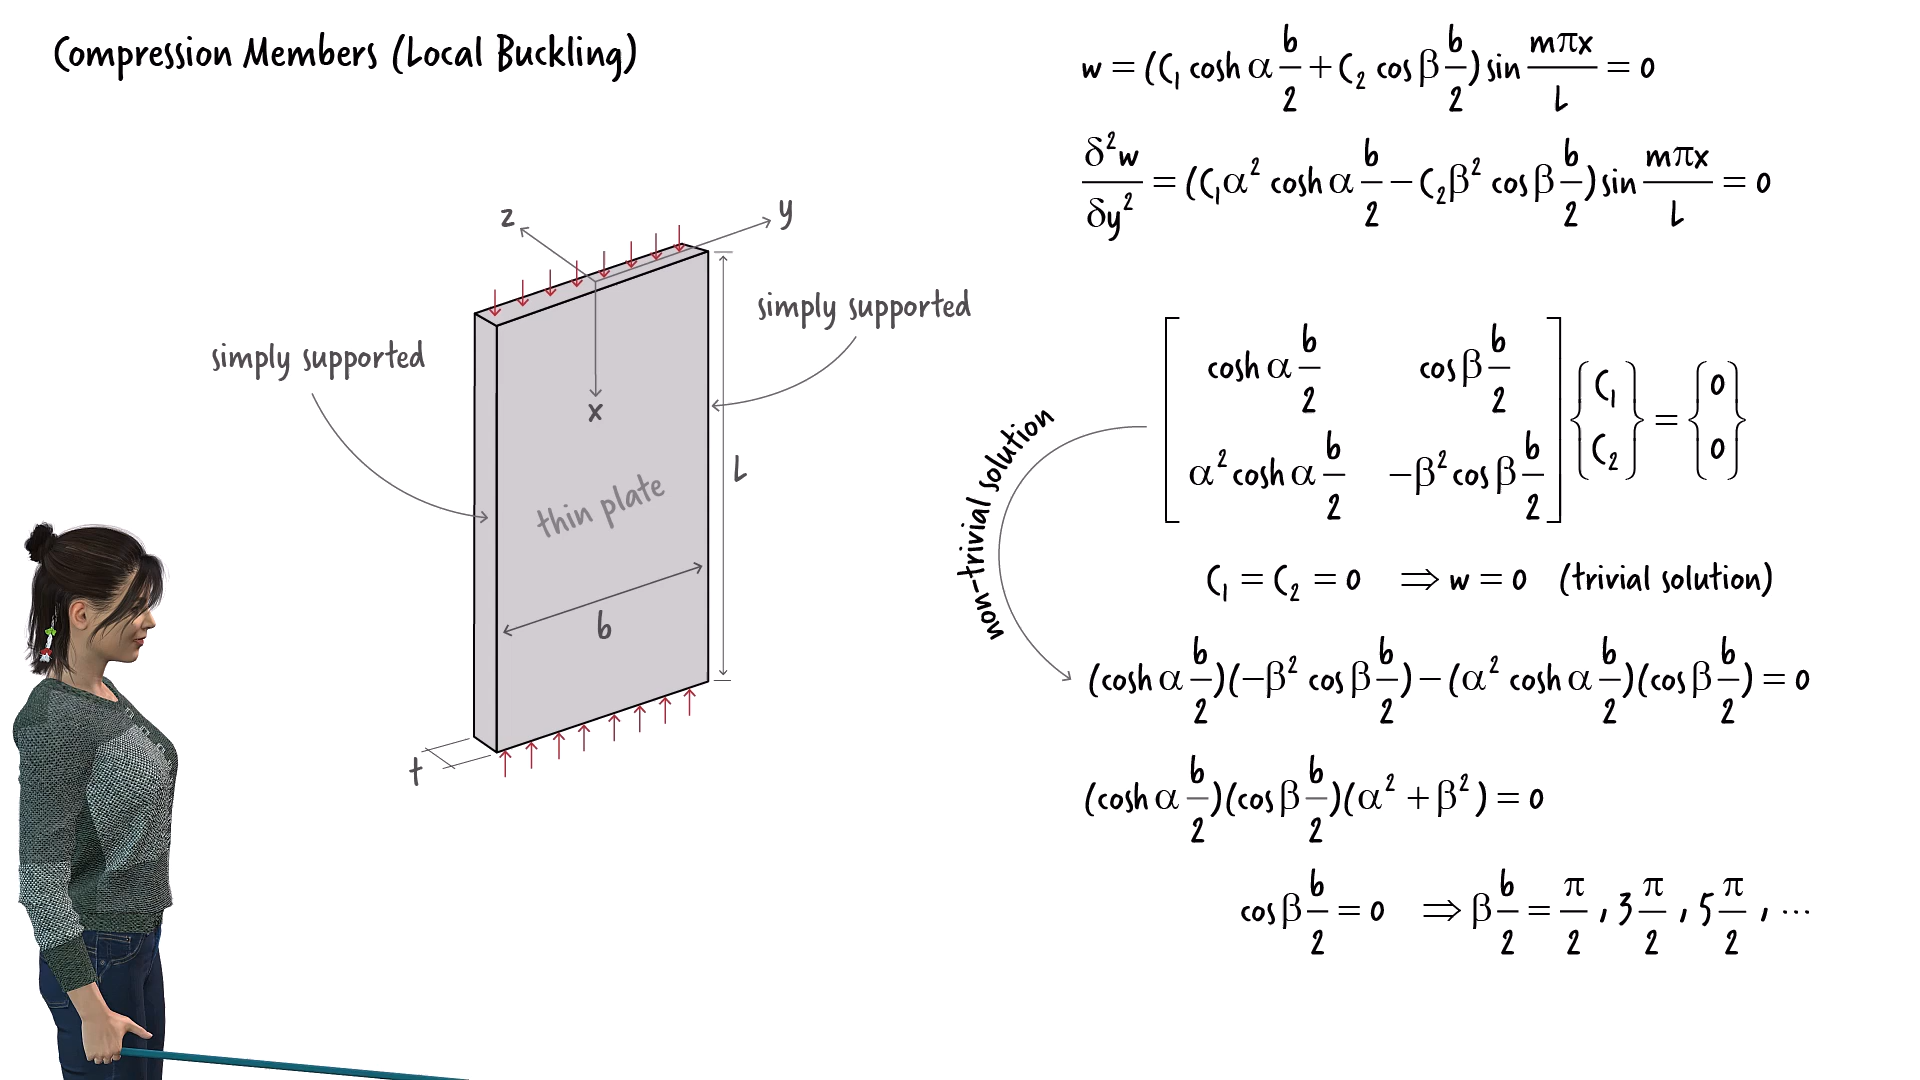 Compression Members (Local Buckling)
w = (C₁ cosh α b/2 + C₂ cos β b/2) sin mπx/L = 0
δ²w/δy² = (C₁α² cosh α b/2 − C₂β² cos β b/2) sin mπx/L = 0
z
y
simply supported
simply supported
x
L
thin plate
b
t
non-trivial solution
[cosh α b/2 cos β b/2] {C₁} = {0}
[α² cosh α b/2 −β² cos β b/2] {C₂} {0}
C₁ = C₂ = 0 ⟹ w = 0 (trivial solution)
(cosh α b/2)(−β² cos β b/2) − (α² cosh α b/2)(cos β b/2) = 0
(cosh α b/2)(cos β b/2)(α² + β²) = 0
cos β b/2 = 0 ⟹ β b/2 = π/2 , 3 π/2 , 5 π/2 , ...